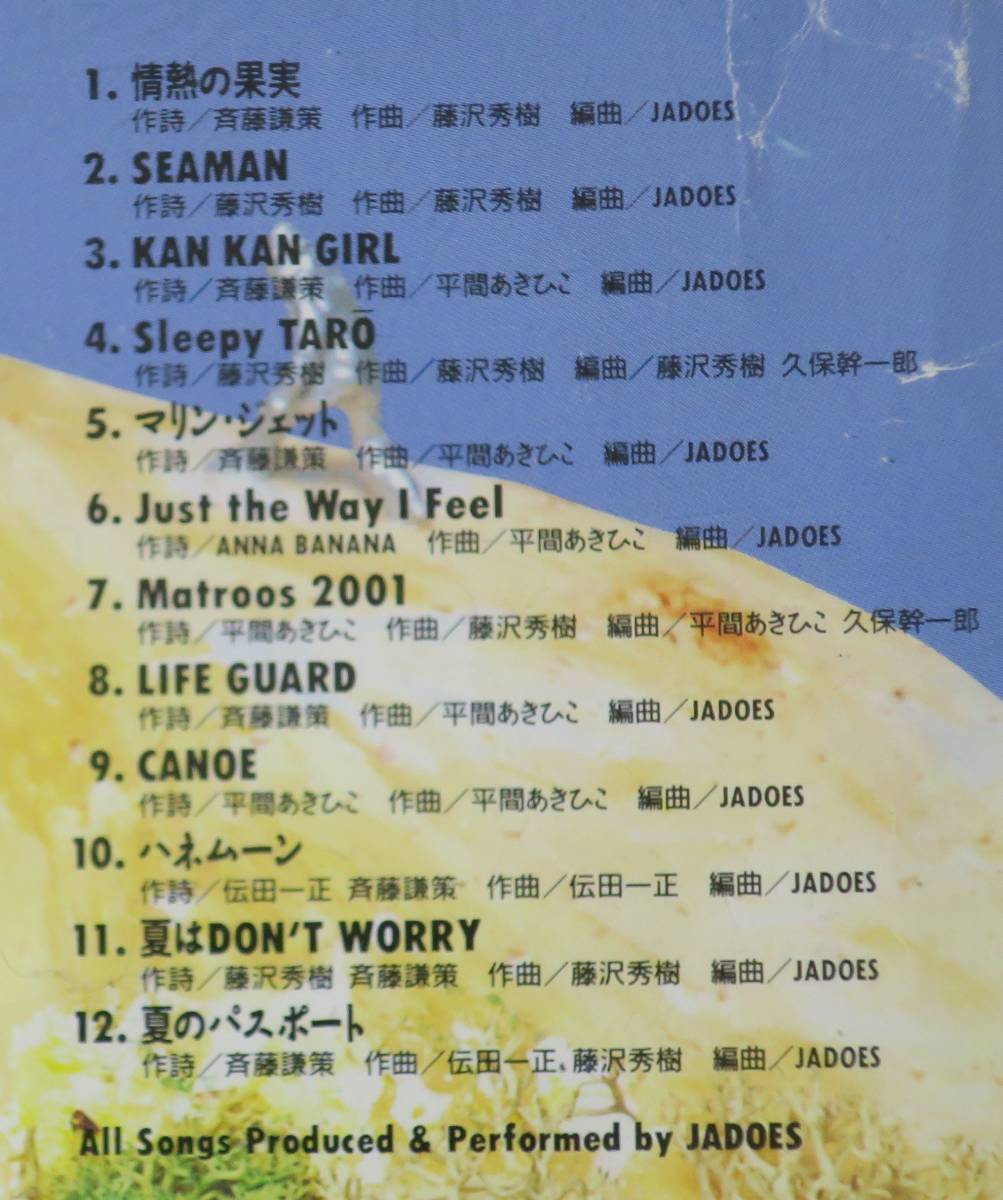 1. 情熱の果実
作詩／斉藤謙策　作曲／藤沢秀樹　編曲／JADOES
2. SEAMAN
作詩／藤沢秀樹　作曲／藤沢秀樹　編曲／JADOES
3. KAN KAN GIRL
作詩／斉藤謙策　作曲／平間あきひこ　編曲／JADOES
4. Sleepy TARŌ
作詩／藤沢秀樹　作曲／藤沢秀樹　編曲／藤沢秀樹 久保幹一郎
5. マリン・ジェット
作詩／斉藤謙策　作曲／平間あきひこ　編曲／JADOES
6. Just the Way I Feel
作詩／ANNA BANANA　作曲／平間あきひこ　編曲／JADOES
7. Matroos 2001
作詩／平間あきひこ　作曲／藤沢秀樹　編曲／平間あきひこ 久保幹一郎
8. LIFE GUARD
作詩／斉藤謙策　作曲／平間あきひこ　編曲／JADOES
9. CANOE
作詩／平間あきひこ　作曲／平間あきひこ　編曲／JADOES
10. ハネムーン
作詩／伝田一正 斉藤謙策　作曲／伝田一正　編曲／JADOES
11. 夏はDON'T WORRY
作詩／藤沢秀樹 斉藤謙策　作曲／藤沢秀樹　編曲／JADOES
12. 夏のパスポート
作詩／斉藤謙策　作曲／伝田一正、藤沢秀樹　編曲／JADOES
All Songs Produced & Performed by JADOES